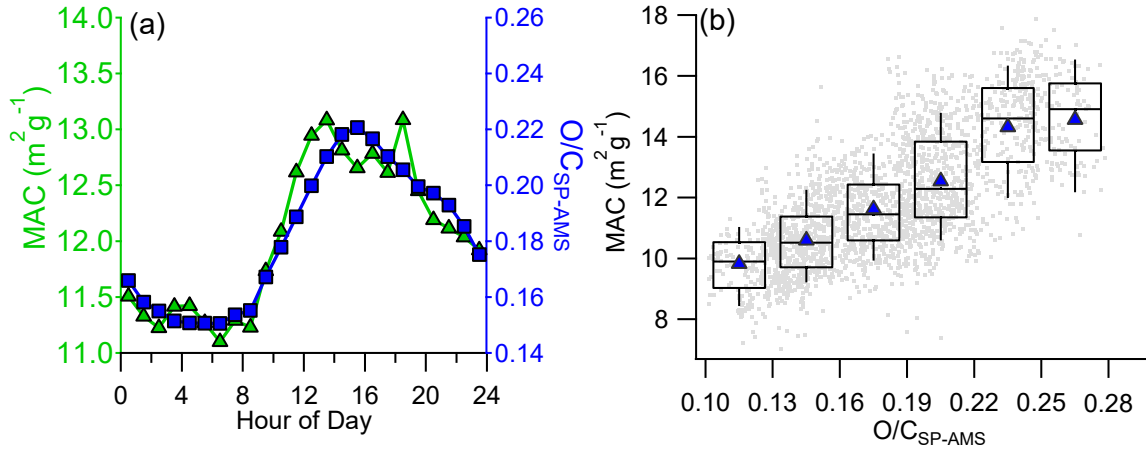 (a)
MAC (m² g⁻¹)
14.0
13.5
13.0
12.5
12.0
11.5
11.0
0.26
0.24
0.22
0.20
0.18
0.16
0.14
O/C_SP-AMS
0 4 8 12 16 20 24
Hour of Day
(b)
MAC (m² g⁻¹)
18
16
14
12
10
8
0.10 0.13 0.16 0.19 0.22 0.25 0.28
O/C_SP-AMS